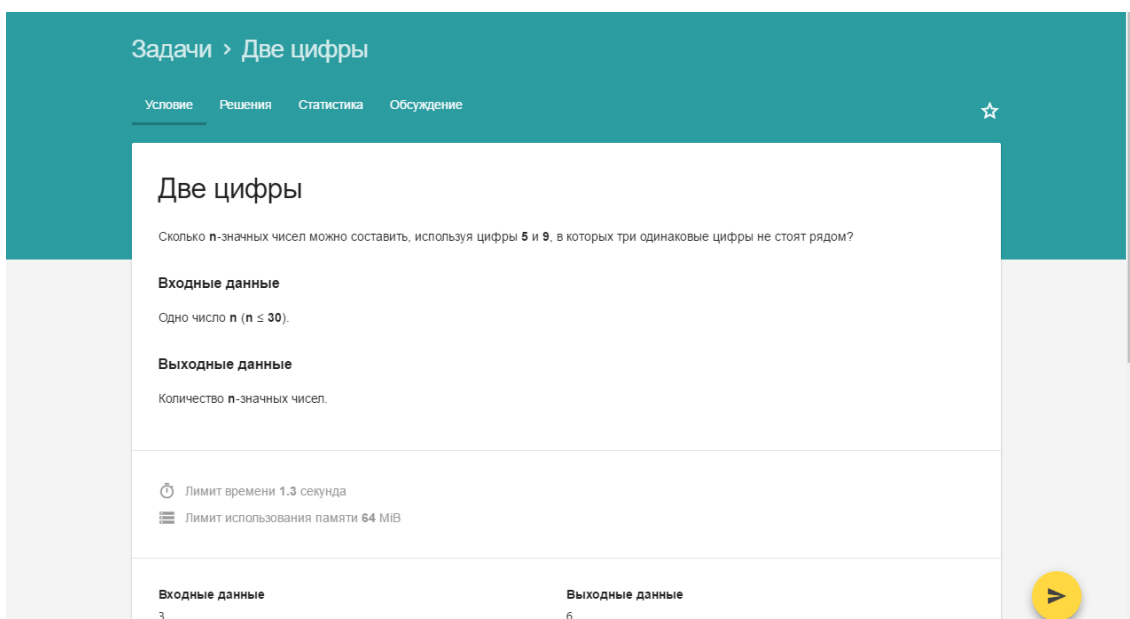 Задачи > Две цифры
Условие Решения Статистика Обсуждение
Две цифры
Сколько n-значных чисел можно составить, используя цифры 5 и 9, в которых три одинаковые цифры не стоят рядом?
Входные данные
Одно число n (n ≤ 30).
Выходные данные
Количество n-значных чисел.
Лимит времени 1.3 секунда
Лимит использования памяти 64 MiB
Входные данные Выходные данные
3 6